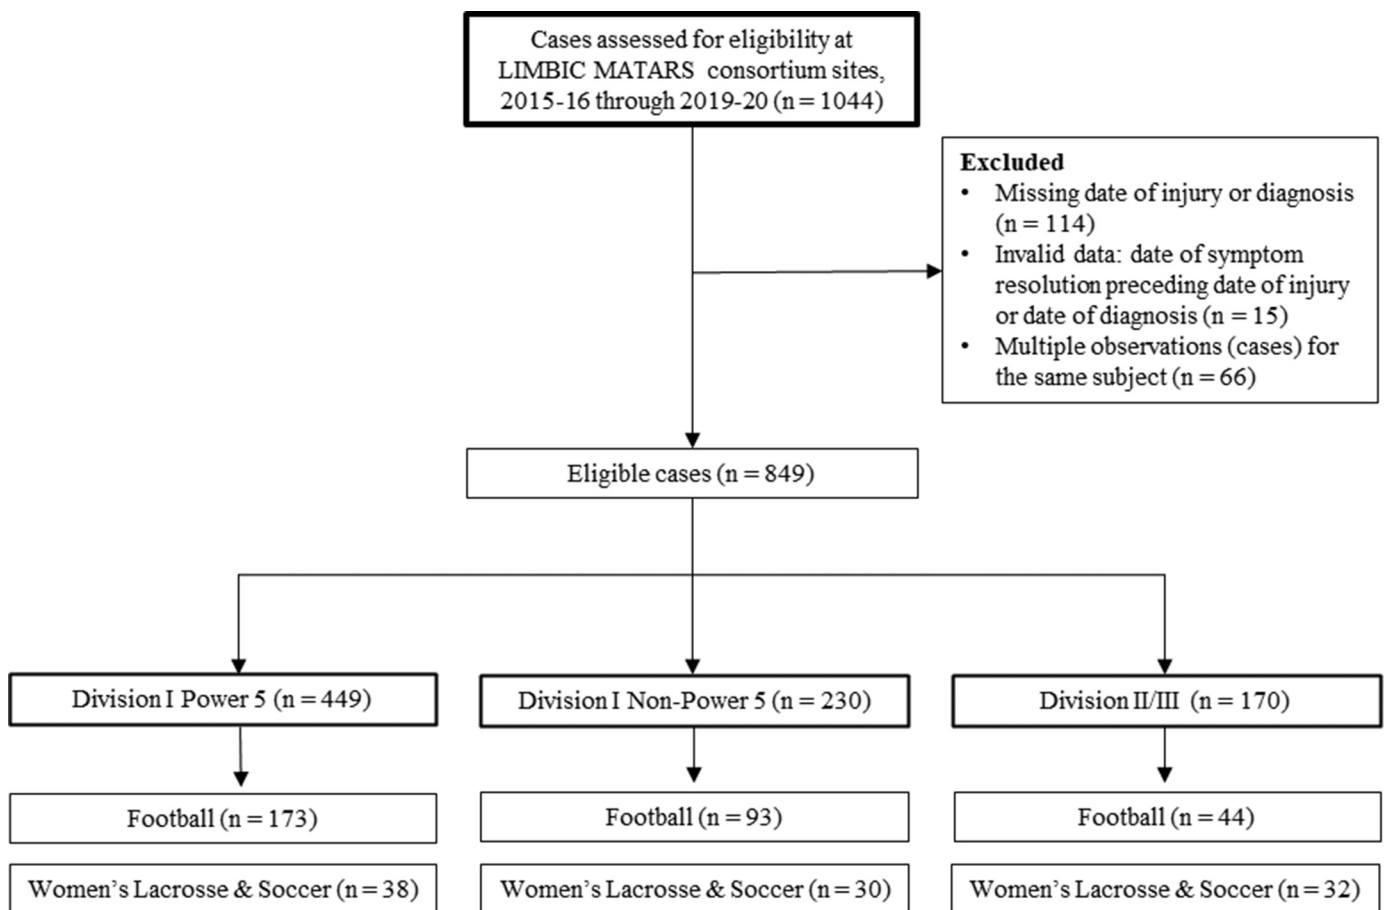 Cases assessed for eligibility at
LIMBIC MATARS consortium sites,
2015-16 through 2019-20 (n = 1044)
Excluded
• Missing date of injury or diagnosis
(n = 114)
• Invalid data: date of symptom
resolution preceding date of injury
or date of diagnosis (n = 15)
• Multiple observations (cases) for
the same subject (n = 66)
Eligible cases (n = 849)
Division I Power 5 (n = 449)
Division I Non-Power 5 (n = 230)
Division II/III (n = 170)
Football (n = 173)
Football (n = 93)
Football (n = 44)
Women's Lacrosse & Soccer (n = 38)
Women's Lacrosse & Soccer (n = 30)
Women's Lacrosse & Soccer (n = 32)